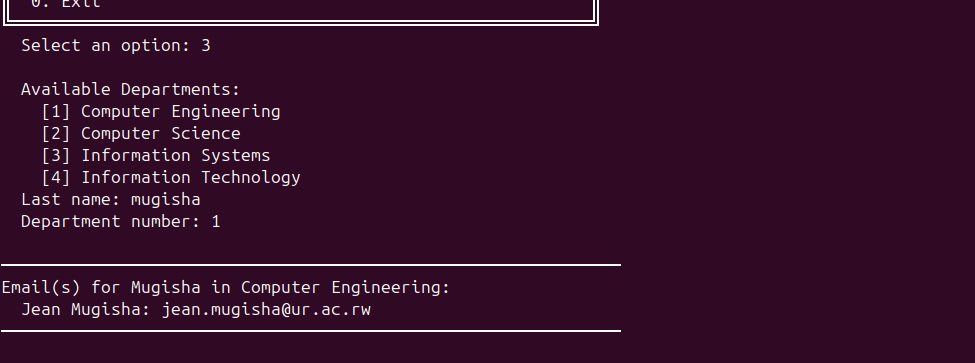 0. Exit
Select an option: 3
Available Departments:
[1] Computer Engineering
[2] Computer Science
[3] Information Systems
[4] Information Technology
Last name: mugisha
Department number: 1
Email(s) for Mugisha in Computer Engineering:
Jean Mugisha: jean.mugisha@ur.ac.rw